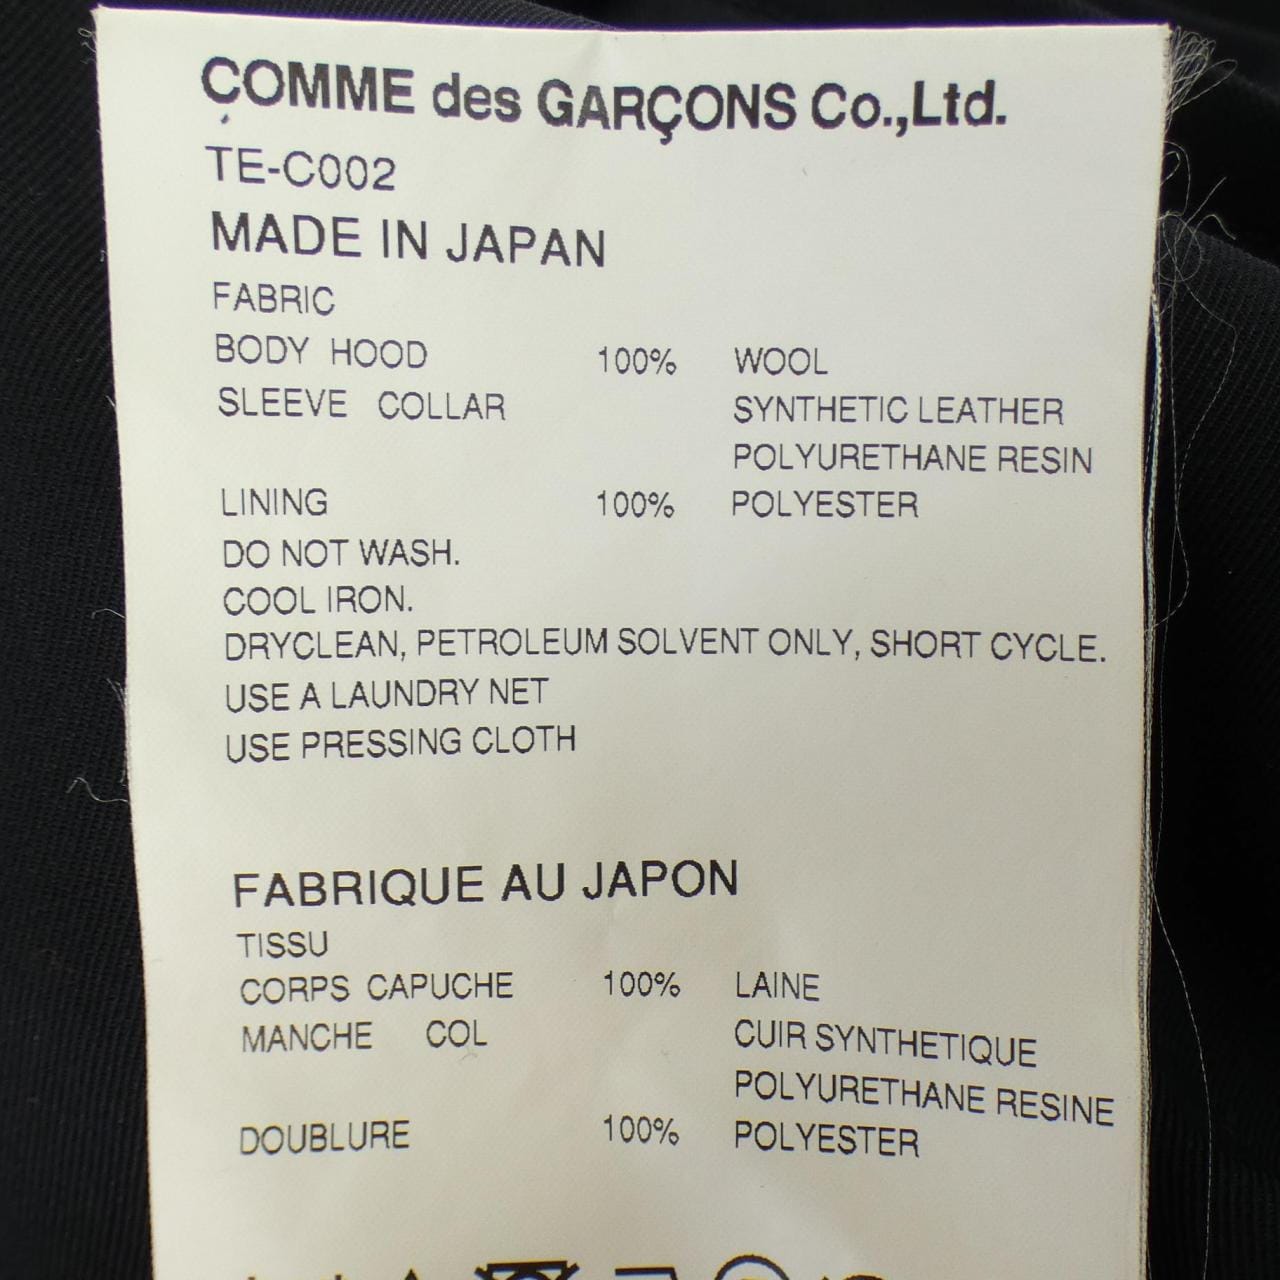 COMME des GARÇONS Co.,Ltd.
TE-C002
MADE IN JAPAN
FABRIC
BODY HOOD 100% WOOL
SLEEVE COLLAR SYNTHETIC LEATHER
POLYURETHANE RESIN
LINING 100% POLYESTER
DO NOT WASH.
COOL IRON.
DRYCLEAN, PETROLEUM SOLVENT ONLY, SHORT CYCLE.
USE A LAUNDRY NET
USE PRESSING CLOTH
FABRIQUE AU JAPON
TISSU
CORPS CAPUCHE 100% LAINE
MANCHE COL CUIR SYNTHETIQUE
POLYURETHANE RESINE
DOUBLURE 100% POLYESTER